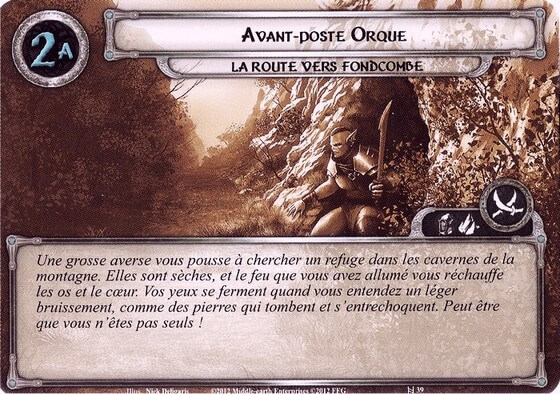 2A
AVANT-POSTE ORQUE
LA ROUTE VERS FONDCOMBE
Une grosse averse vous pousse à chercher un refuge dans les cavernes de la
montagne. Elles sont sèches, et le feu que vous avez allumé vous réchauffe
les os et le cœur. Vos yeux se ferment quand vous entendez un léger
bruissement, comme des pierres qui tombent et s'entrechoquent. Peut être
que vous n'êtes pas seuls !
Illus. Nick Deligaris ©2012 Middle-earth Enterprises ©2012 FFG 39